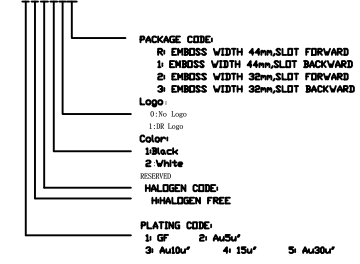 PACKAGE CODE:
R: EMBOSS WIDTH 44mm,SLOT FORWARD
1: EMBOSS WIDTH 44mm,SLOT BACKWARD
2: EMBOSS WIDTH 32mm,SLOT FORWARD
3: EMBOSS WIDTH 32mm,SLOT BACKWARD
Logo:
0:No Logo
1:DR Logo
Color:
1:Black
2:White
RESERVED
HALOGEN CODE:
H:HALOGEN FREE
PLATING CODE:
1: GF 2: Au5u"
3: Au10u" 4: 15u" 5: Au30u"